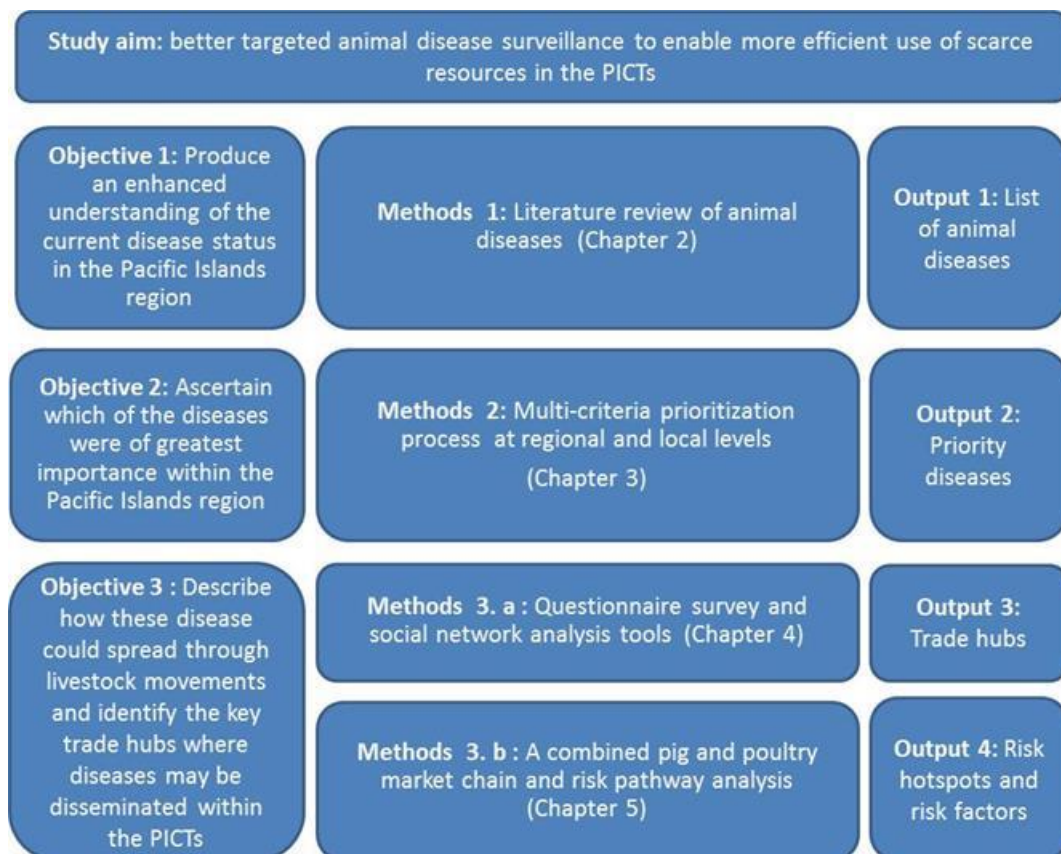 Study aim: better targeted animal disease surveillance to enable more efficient use of scarce
resources in the PICTs
Objective 1: Produce
an enhanced
understanding of the
current disease status
in the Pacific Islands
region
Methods 1: Literature review of animal
diseases (Chapter 2)
Output 1: List
of animal
diseases
Objective 2: Ascertain
which of the diseases
were of greatest
importance within the
Pacific Islands region
Methods 2: Multi-criteria prioritization
process at regional and local levels
(Chapter 3)
Output 2:
Priority
diseases
Objective 3 : Describe
how these disease
could spread through
livestock movements
and identify the key
trade hubs where
diseases may be
disseminated within
the PICTs
Methods 3. a : Questionnaire survey and
social network analysis tools (Chapter 4)
Output 3:
Trade hubs
Methods 3. b : A combined pig and poultry
market chain and risk pathway analysis
(Chapter 5)
Output 4: Risk
hotspots and
risk factors